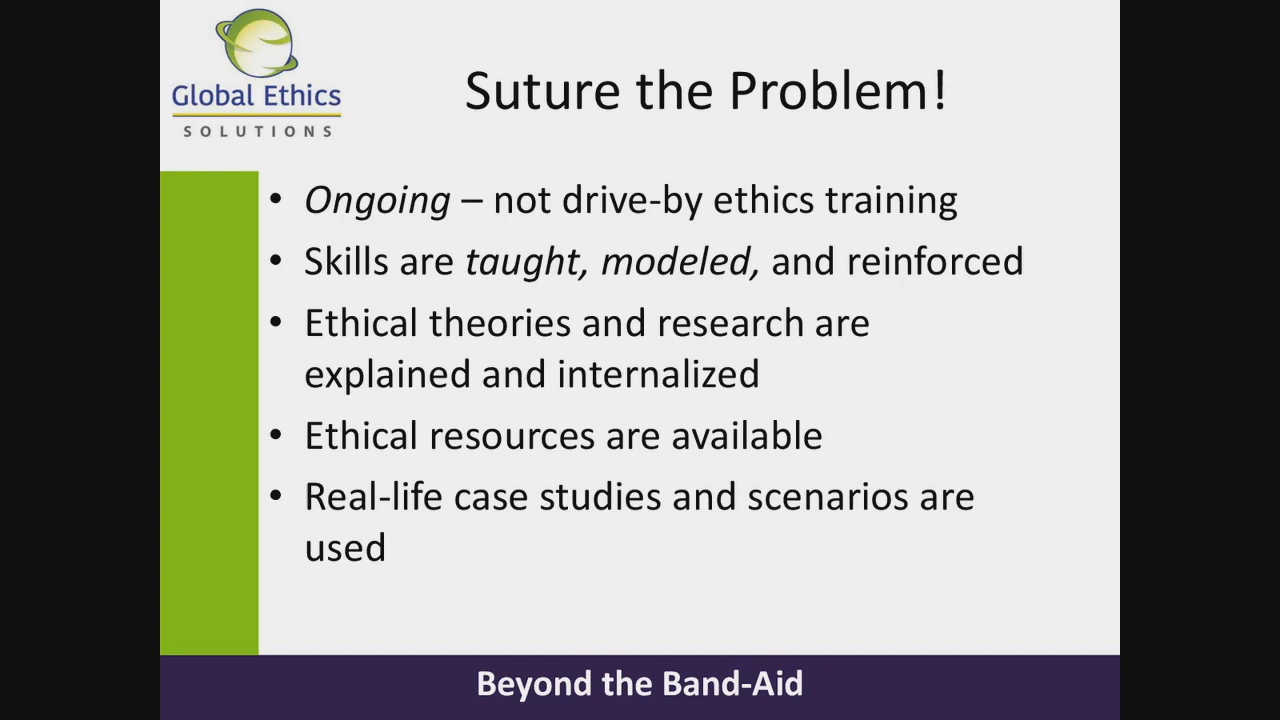 Global Ethics
SOLUTIONS
Suture the Problem!
• Ongoing – not drive-by ethics training
• Skills are taught, modeled, and reinforced
• Ethical theories and research are
explained and internalized
• Ethical resources are available
• Real-life case studies and scenarios are
used
Beyond the Band-Aid